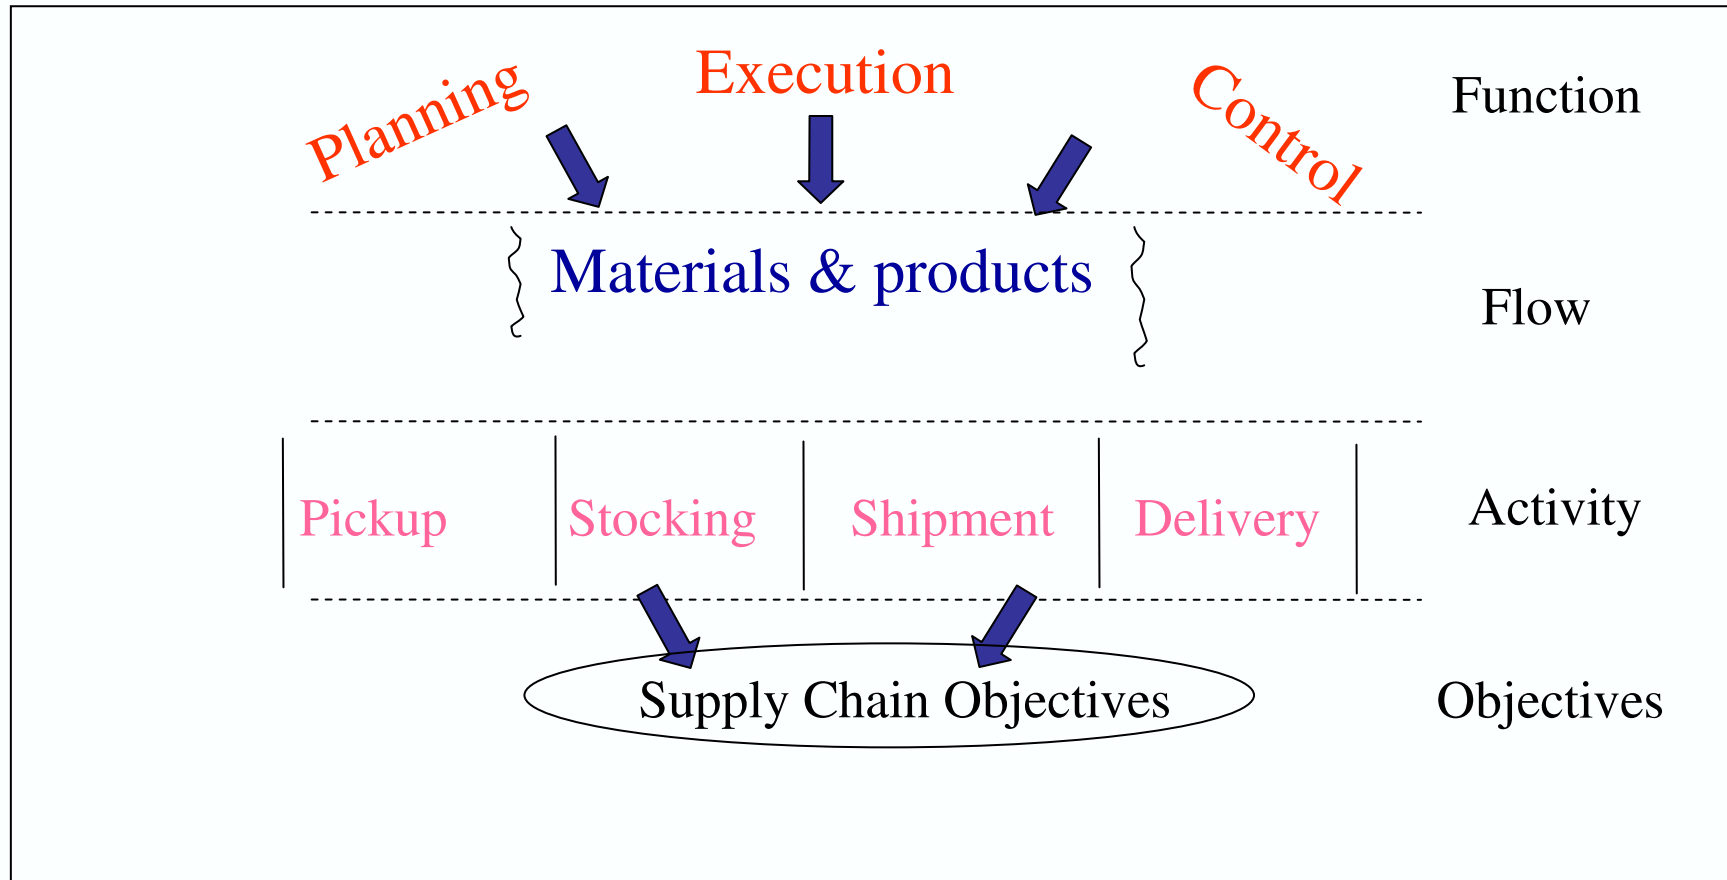 Planning
Execution
Control
Function
Materials & products
Flow
Pickup
Stocking
Shipment
Delivery
Activity
Supply Chain Objectives
Objectives